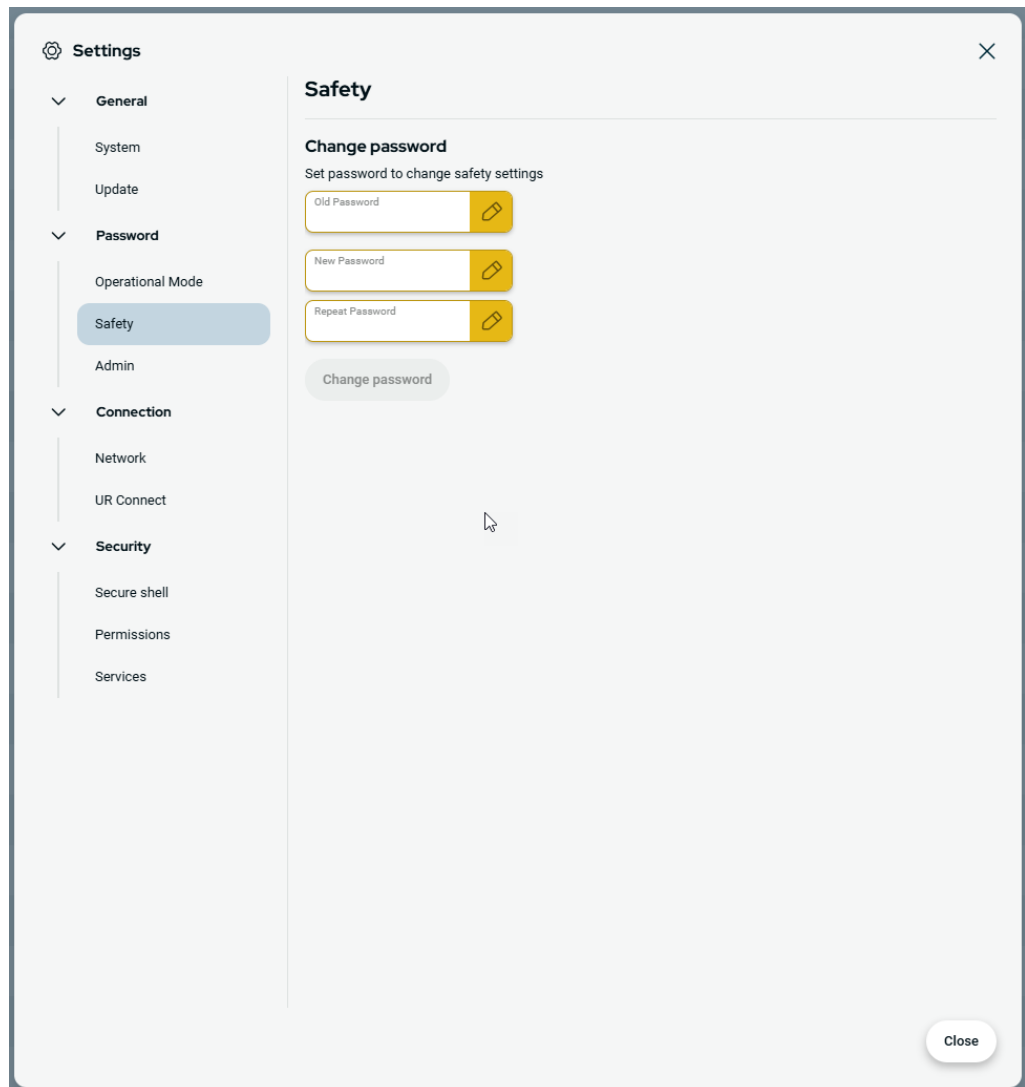 Settings
General
System
Update
Password
Operational Mode
Safety
Admin
Connection
Network
UR Connect
Security
Secure shell
Permissions
Services
Safety
Change password
Set password to change safety settings
Old Password
New Password
Repeat Password
Change password
Close